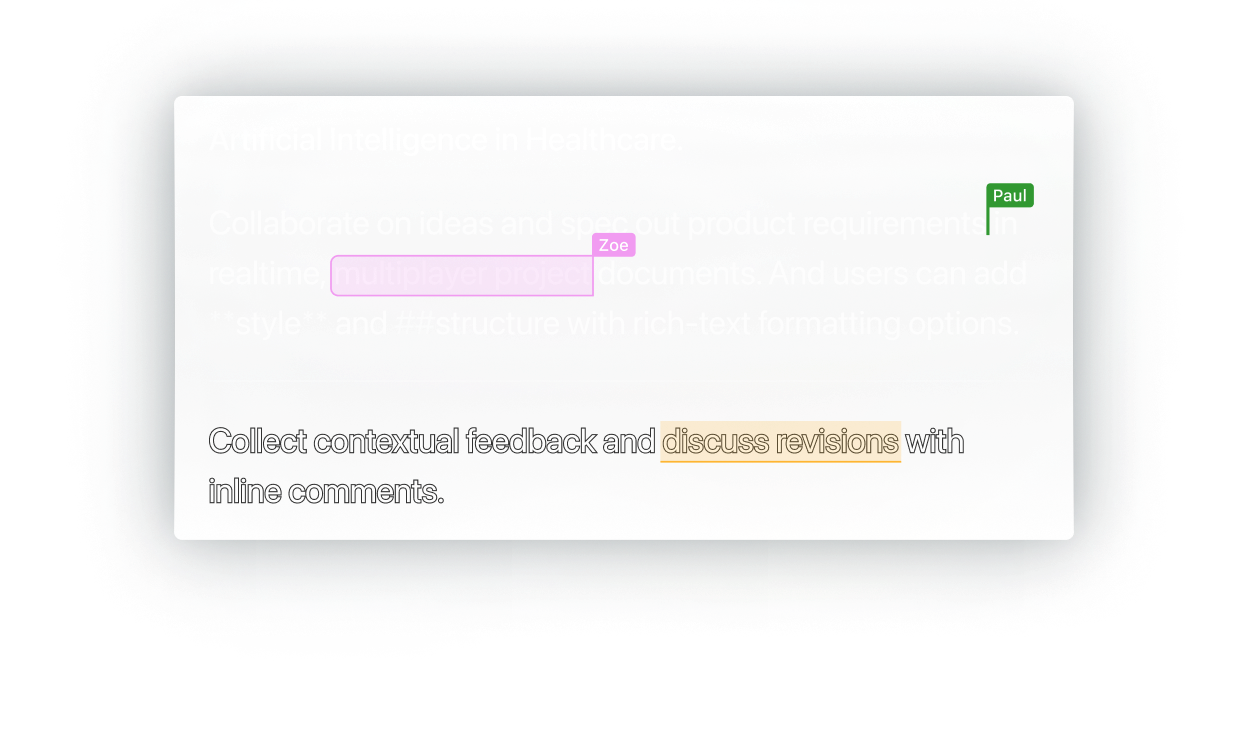 Artificial Intelligence in Healthcare.
Paul
Collaborate on ideas and spec out product requirements in
Zoe
realtime multiplayer project documents. And users can add
**style** and ##structure with rich-text formatting options.
Collect contextual feedback and discuss revisions with
inline comments.